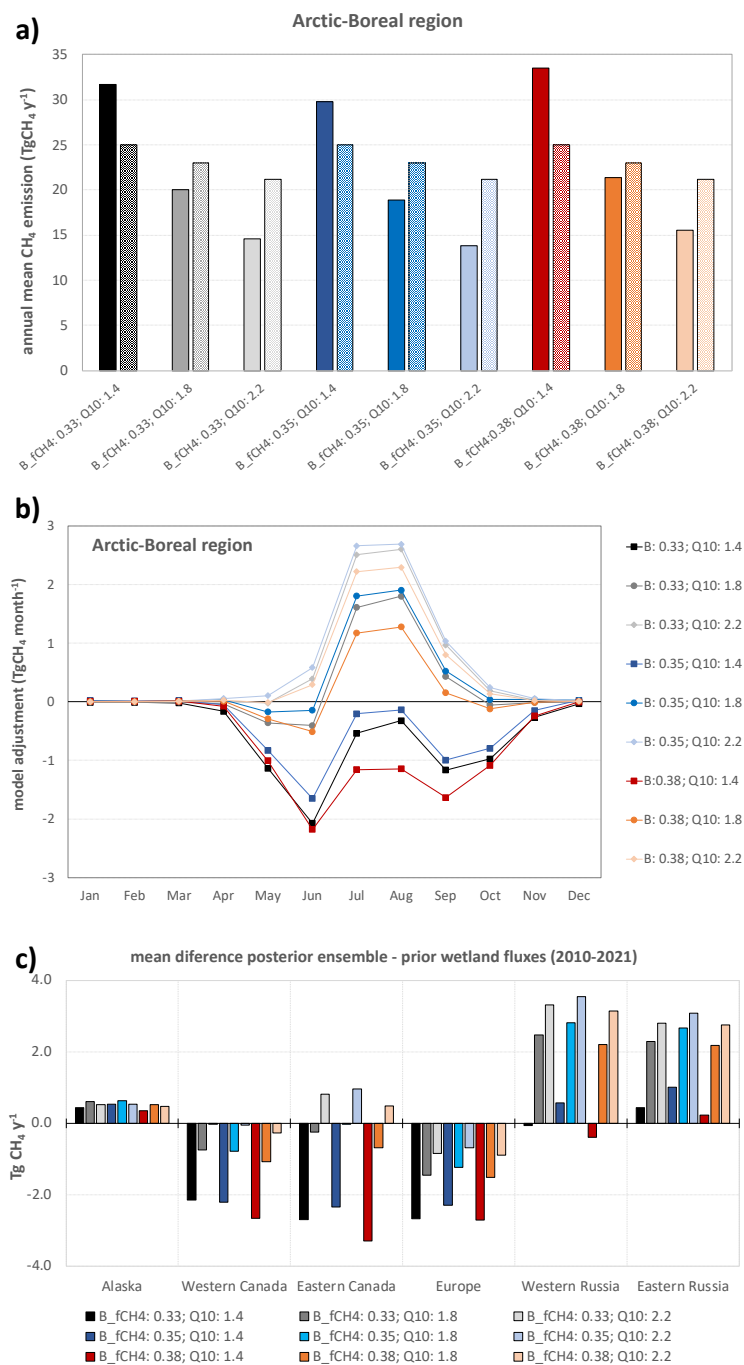 a)
Arctic-Boreal region
annual mean CH₄ emission (TgCH₄ y⁻¹)
35
30
25
20
15
10
5
0
B_fCH4: 0.33; Q10: 1.4
B_fCH4: 0.33; Q10: 1.8
B_fCH4: 0.33; Q10: 2.2
B_fCH4: 0.35; Q10: 1.4
B_fCH4: 0.35; Q10: 1.8
B_fCH4: 0.35; Q10: 2.2
B_fCH4:0.38; Q10: 1.4
B_fCH4: 0.38; Q10: 1.8
B_fCH4: 0.38; Q10: 2.2
b)
Arctic-Boreal region
model adjustment (TgCH₄ month⁻¹)
3
2
1
0
-1
-2
-3
Jan Feb Mar Apr May Jun Jul Aug Sep Oct Nov Dec
B: 0.33; Q10: 1.4
B: 0.33; Q10: 1.8
B: 0.33; Q10: 2.2
B: 0.35; Q10: 1.4
B: 0.35; Q10: 1.8
B: 0.35; Q10: 2.2
B:0.38; Q10: 1.4
B: 0.38; Q10: 1.8
B: 0.38; Q10: 2.2
c)
mean diference posterior ensemble - prior wetland fluxes (2010-2021)
Tg CH₄ y⁻¹
4.0
2.0
0.0
-2.0
-4.0
Alaska Western Canada Eastern Canada Europe Western Russia Eastern Russia
B_fCH4: 0.33; Q10: 1.4 B_fCH4: 0.33; Q10: 1.8 B_fCH4: 0.33; Q10: 2.2
B_fCH4: 0.35; Q10: 1.4 B_fCH4: 0.35; Q10: 1.8 B_fCH4: 0.35; Q10: 2.2
B_fCH4: 0.38; Q10: 1.4 B_fCH4: 0.38; Q10: 1.8 B_fCH4: 0.38; Q10: 2.2